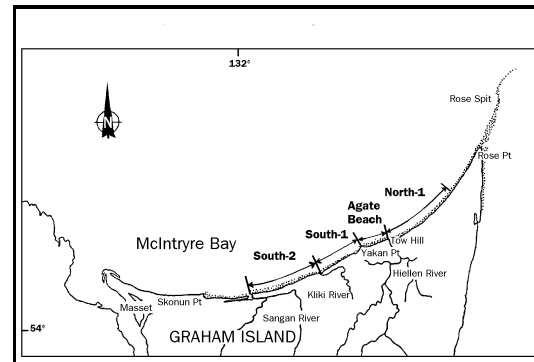 132°
N
Rose Spit
Rose Pt
North-1
Agate
Beach
South-1
Tow Hill
McIntryre Bay
Yakan Pt
South-2
Hiellen River
Kliki River
Skonun Pt
Masset
Sangan River
54°
GRAHAM ISLAND